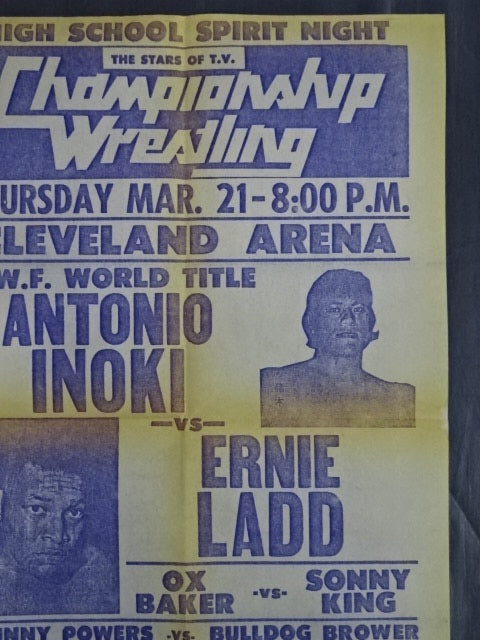 HIGH SCHOOL SPIRIT NIGHT
THE STARS OF T.V.
Championship
Wrestling
URSDAY MAR. 21-8:00 P.M.
CLEVELAND ARENA
W.F. WORLD TITLE
ANTONIO
INOKI
—VS—
ERNIE
LADD
OX BAKER -VS- SONNY KING
NNY POWERS -VS- BULLDOG BROWER